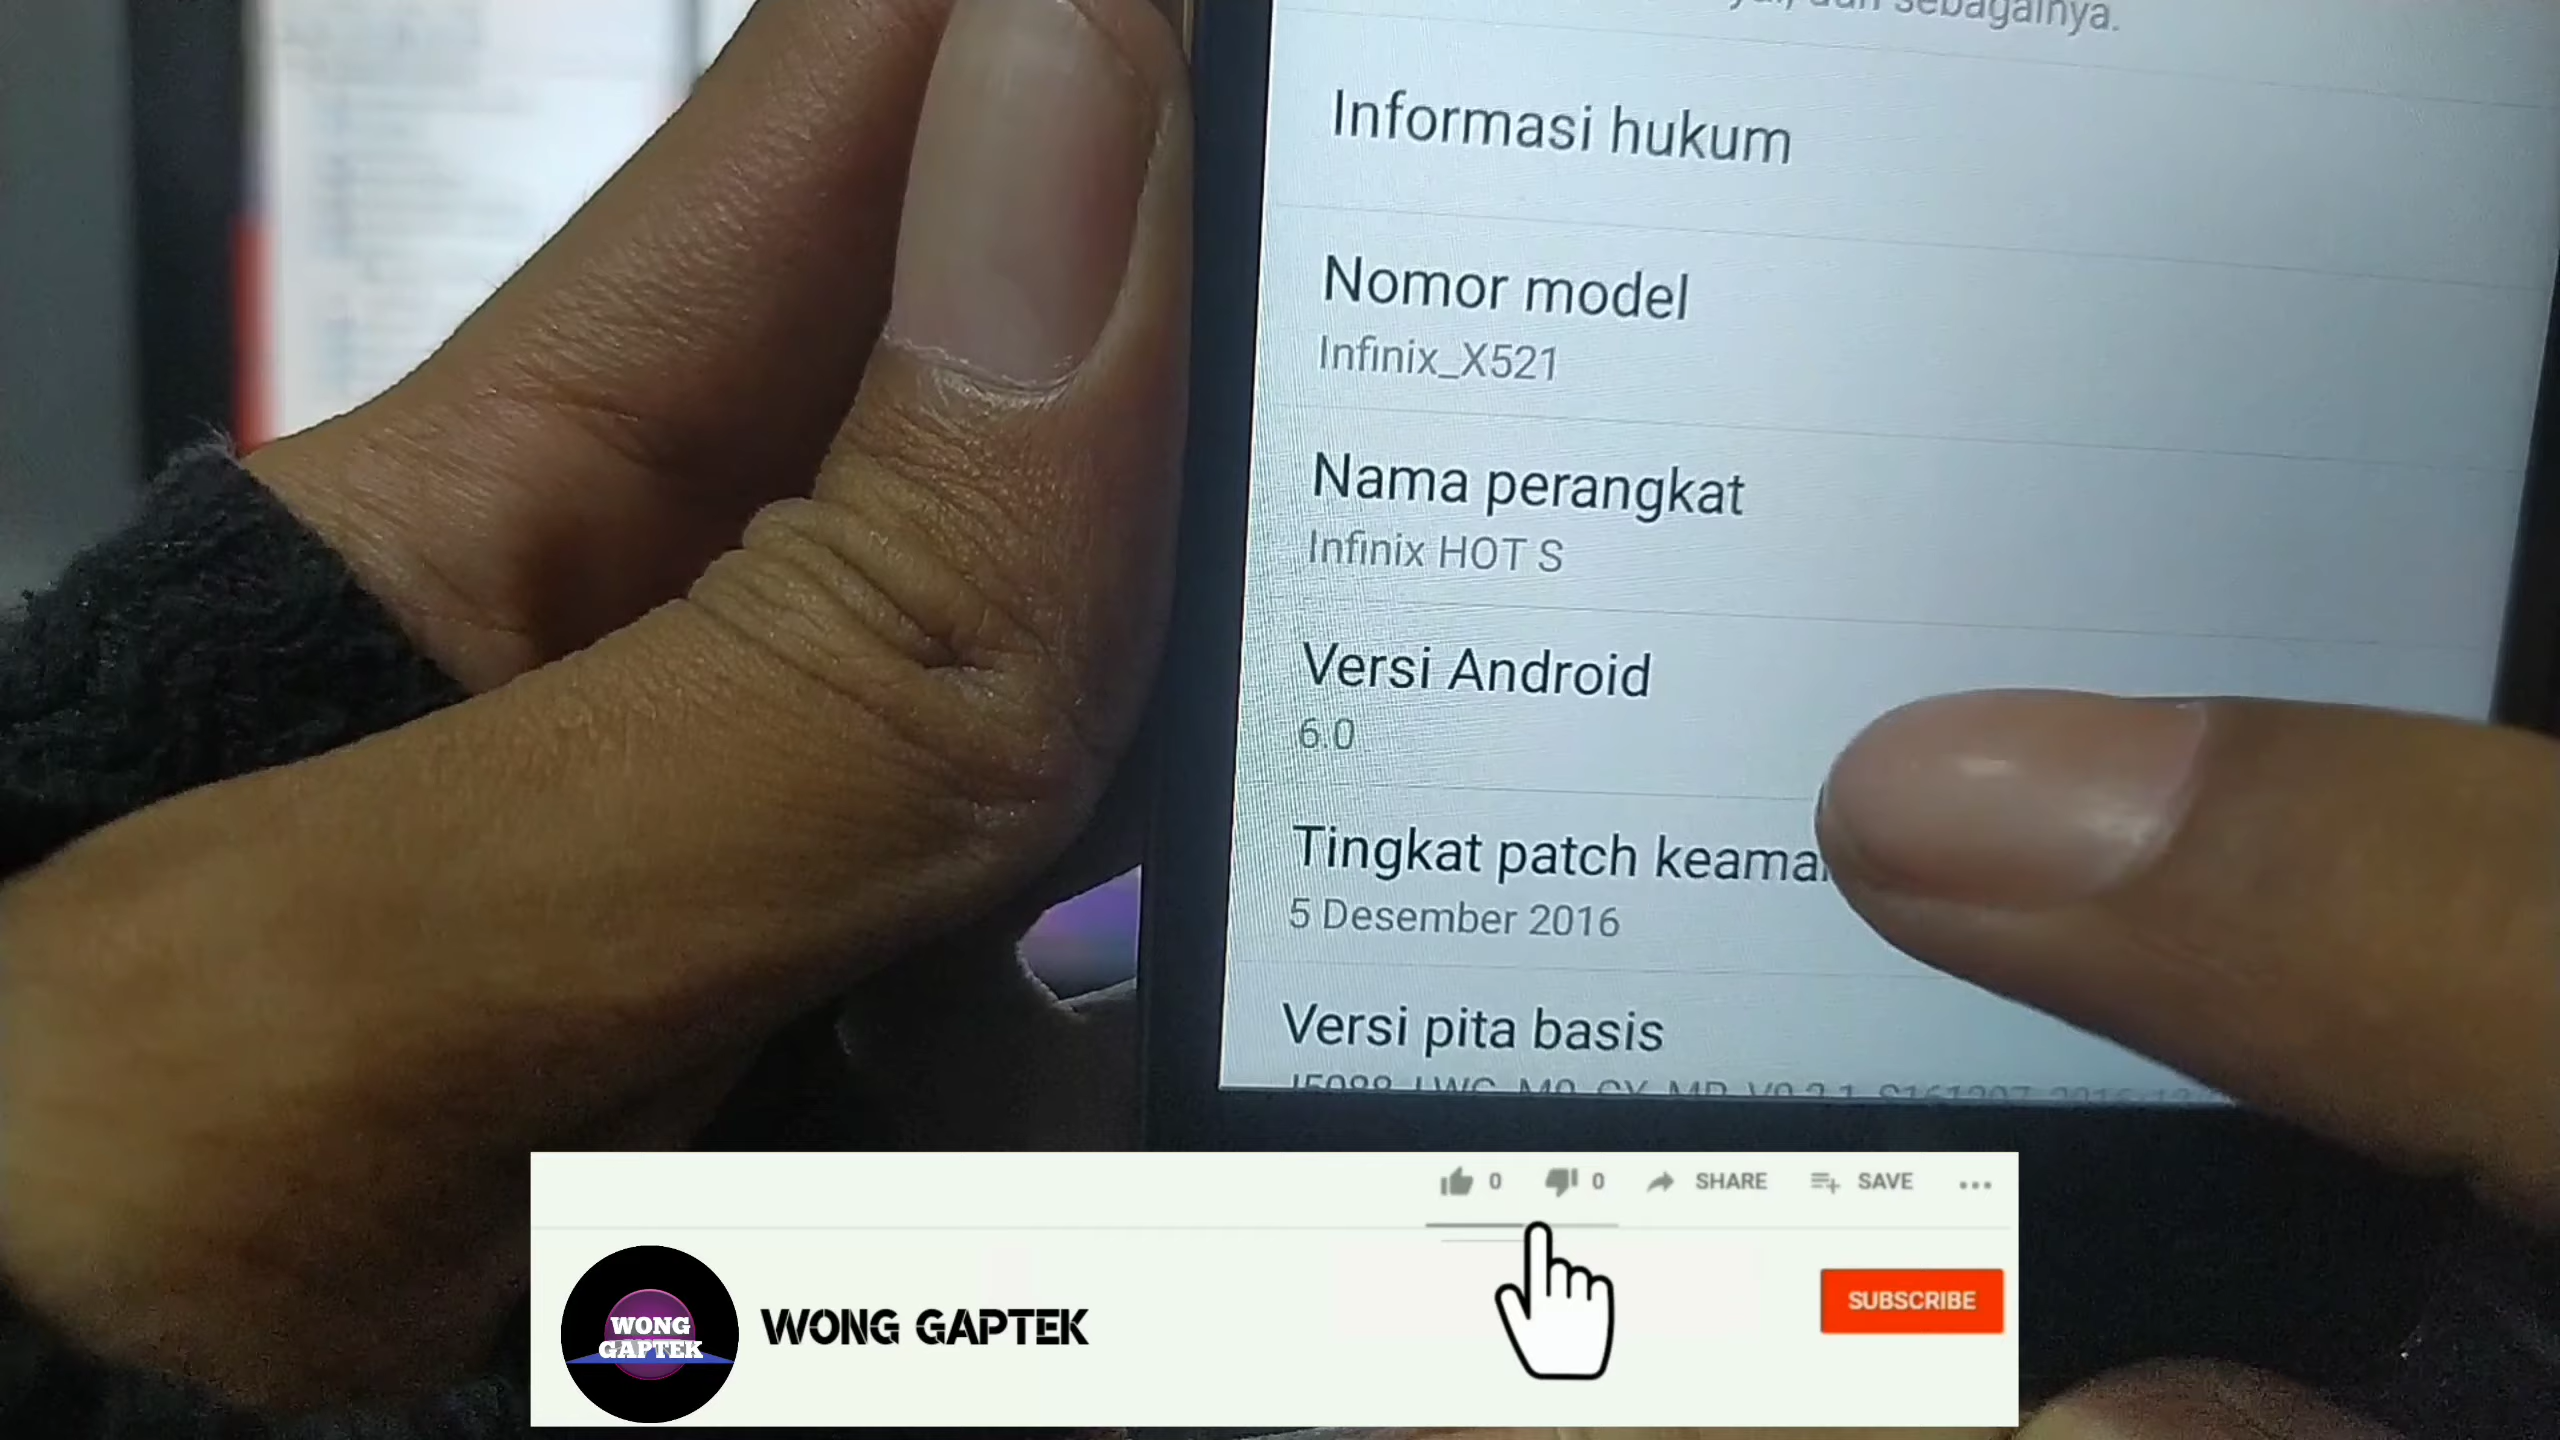 sebagainya.
Informasi hukum
Nomor model
Infinix_X521
Nama perangkat
Infinix HOT S
Versi Android
6.0
Tingkat patch
5 Desember 2016
Versi pita basis
0 0 SHARE SAVE
WONG
GAPTEK
WONG GAPTEK
SUBSCRIBE